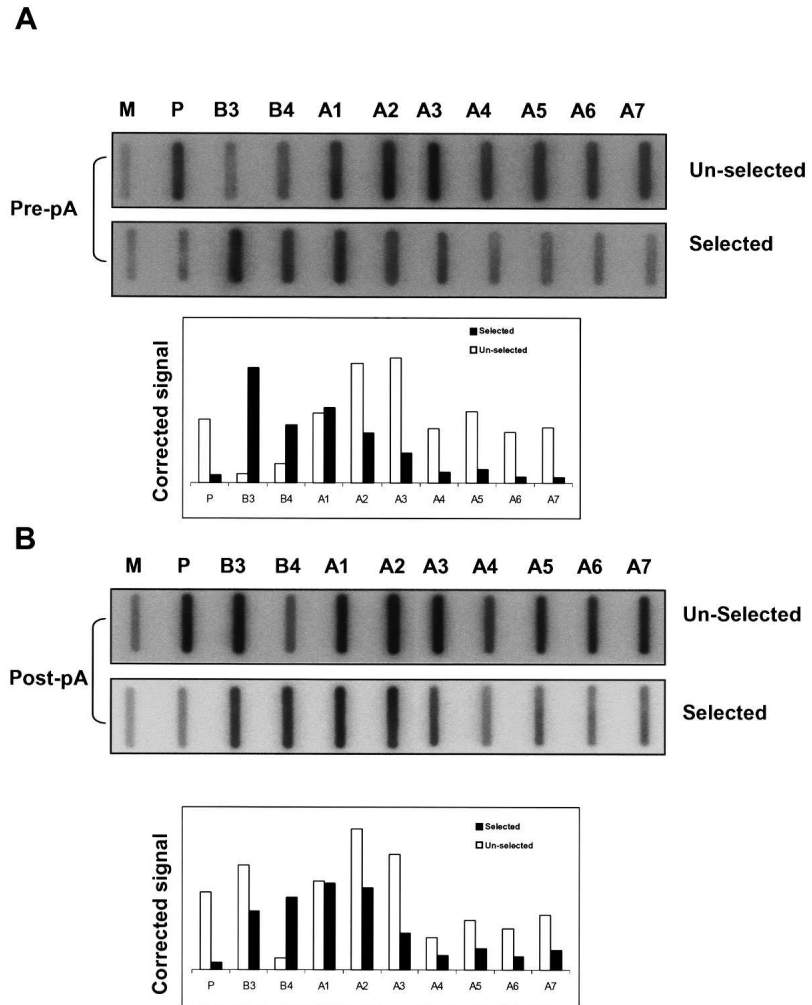 A
M P B3 B4 A1 A2 A3 A4 A5 A6 A7
Un-selected
Pre-pA
Selected
Selected
Un-selected
Corrected signal
P B3 B4 A1 A2 A3 A4 A5 A6 A7
B
M P B3 B4 A1 A2 A3 A4 A5 A6 A7
Un-Selected
Post-pA
Selected
Selected
Un-selected
Corrected signal
P B3 B4 A1 A2 A3 A4 A5 A6 A7